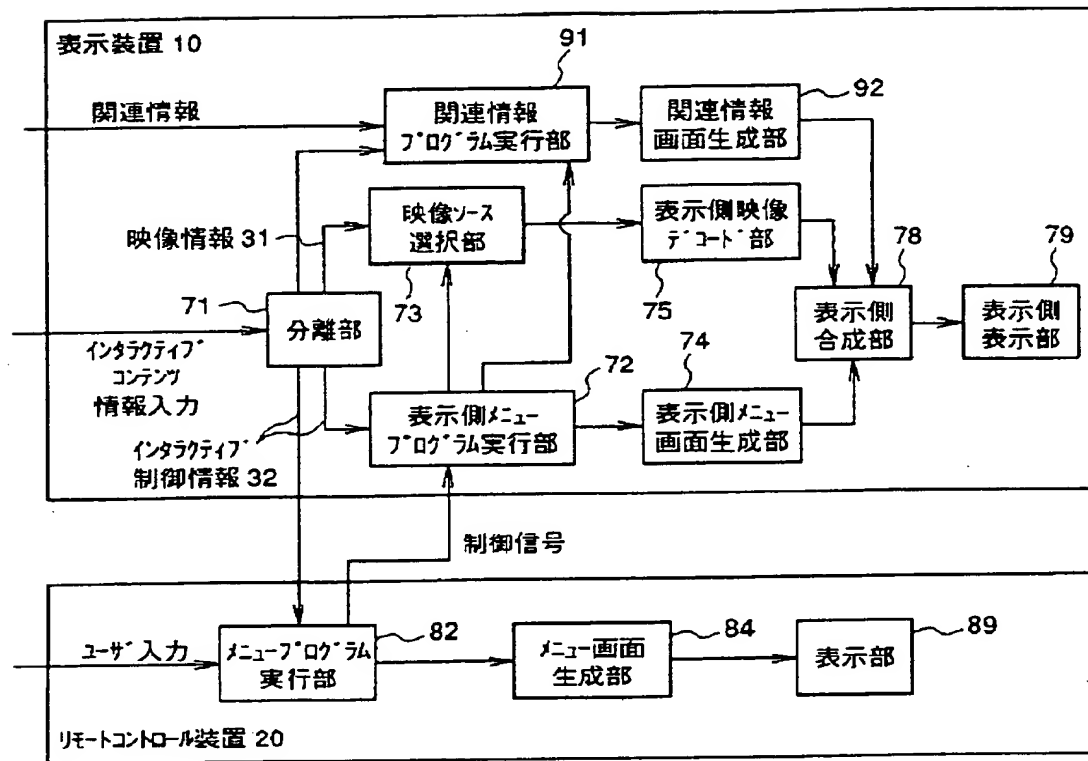 表示装置 10
91
関連情報
関連情報
プログラム実行部
92
関連情報
画面生成部
映像情報 31
映像ソース
選択部
73
表示側映像
デコード部
75
78
表示側
合成部
79
表示側
表示部
71
分離部
インタラクティブ
コンテンツ
情報入力
インタラクティブ
制御情報 32
72
表示側メニュー
プログラム実行部
74
表示側メニュー
画面生成部
制御信号
ユーザ入力
82
メニュープログラム
実行部
84
メニュー画面
生成部
89
表示部
リモートコントロール装置 20